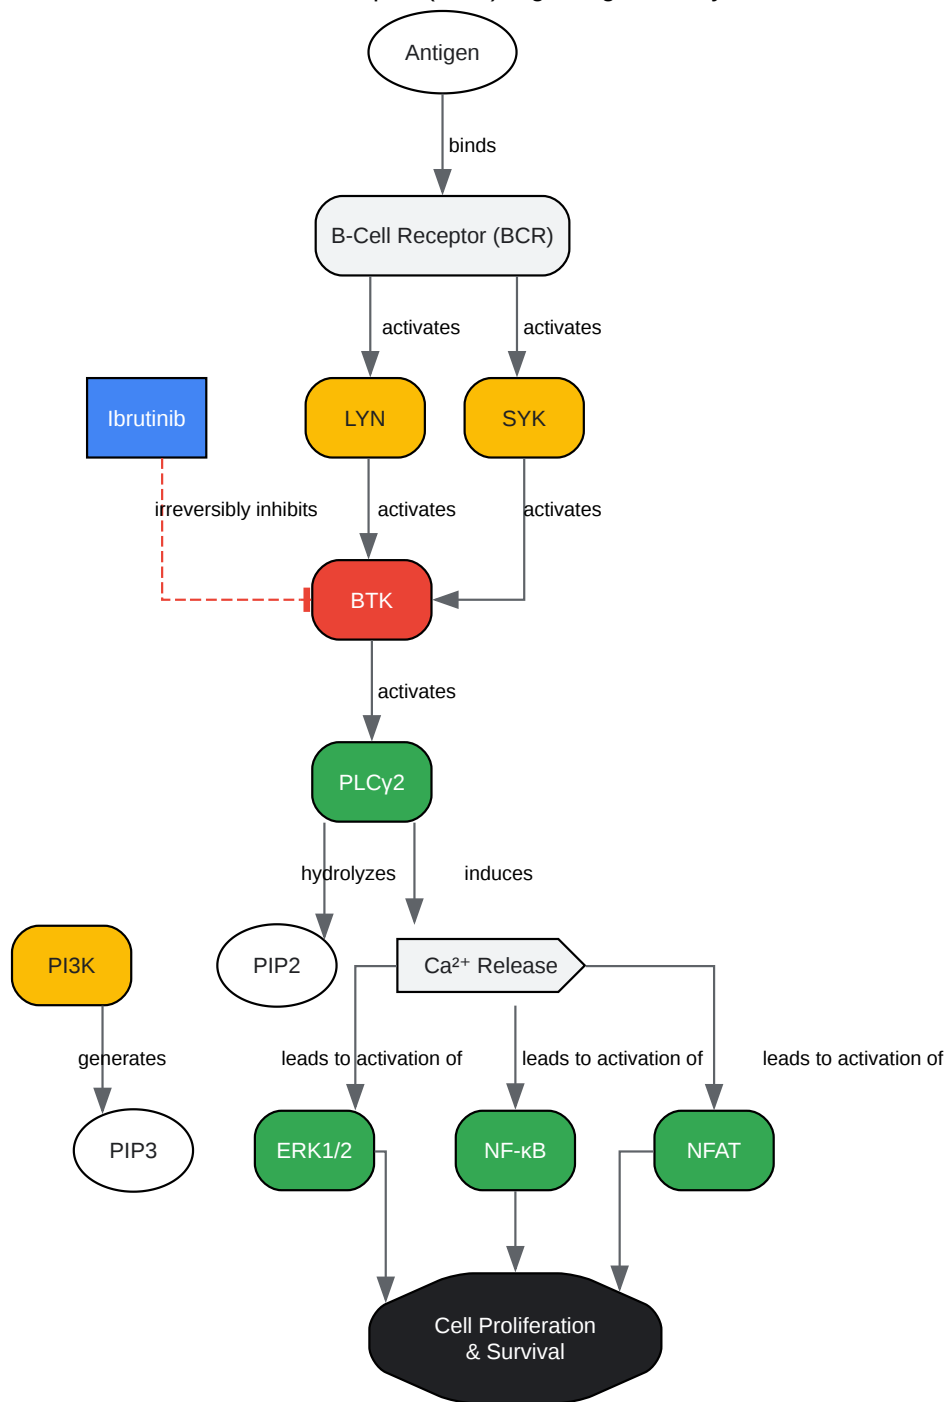 Antigen
binds
B-Cell Receptor (BCR)
activates
activates
Ibrutinib
LYN
SYK
irreversibly inhibits
activates
activates
BTK
activates
PLCγ2
hydrolyzes
induces
PI3K
PIP2
Ca²⁺ Release
generates
leads to activation of
leads to activation of
leads to activation of
PIP3
ERK1/2
NF-κB
NFAT
Cell Proliferation
& Survival